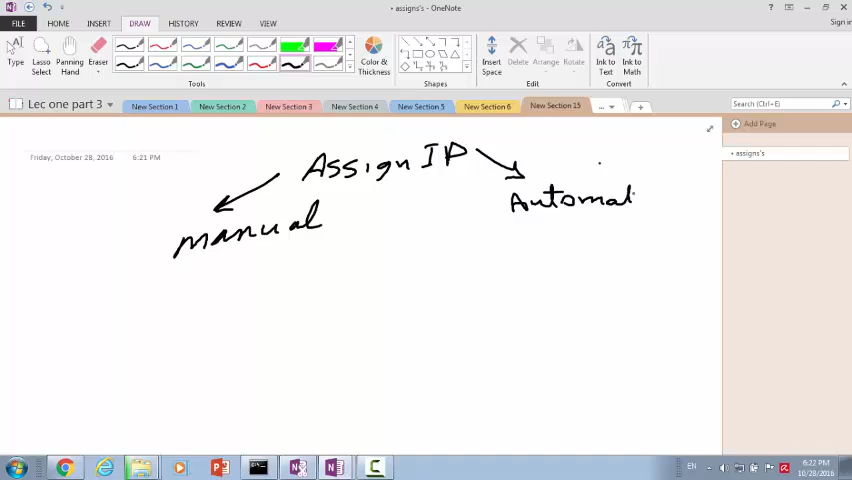 • assigns's - OneNote
Sign in
FILE HOME INSERT DRAW HISTORY REVIEW VIEW
Type
Lasso Select
Panning Hand
Eraser
Color & Thickness
Insert Space
Delete
Arrange
Rotate
Ink to Text
Ink to Math
Tools
Shapes
Edit
Convert
Lec one part 3
New Section 1 New Section 2 New Section 3 New Section 4 New Section 5 New Section 6 New Section 15 ...
Search (Ctrl+E)
Add Page
• assigns's
Friday, October 28, 2016 6:21 PM
Assign IP
manual
Automat
EN
6:22 PM
10/28/2016